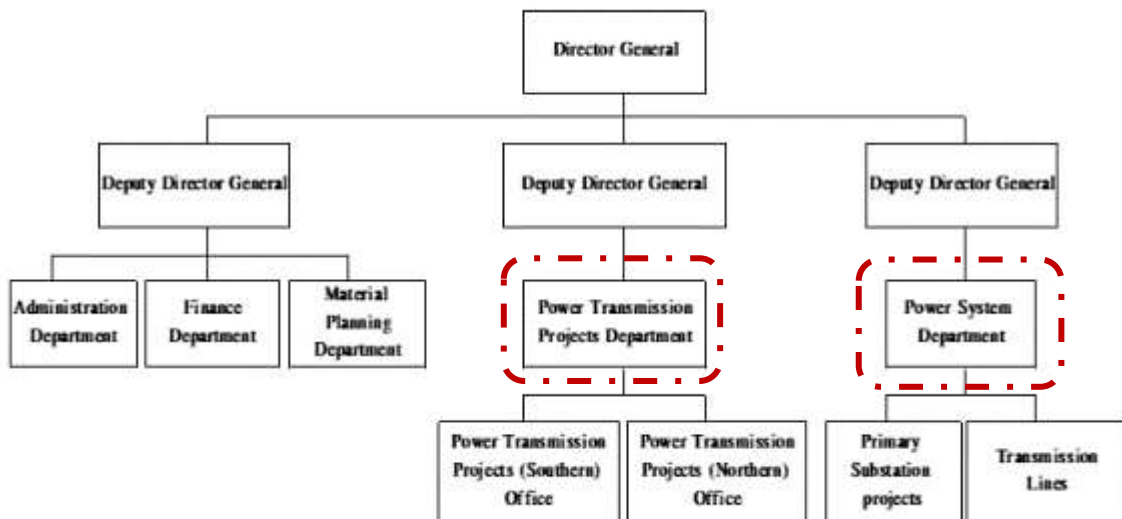 Director General
Deputy Director General
Deputy Director General
Deputy Director General
Administration
Department
Finance
Department
Material
Planning
Department
Power Transmission
Projects Department
Power System
Department
Power Transmission
Projects (Southern)
Office
Power Transmission
Projects (Northern)
Office
Primary
Substation
projects
Transmission
Lines